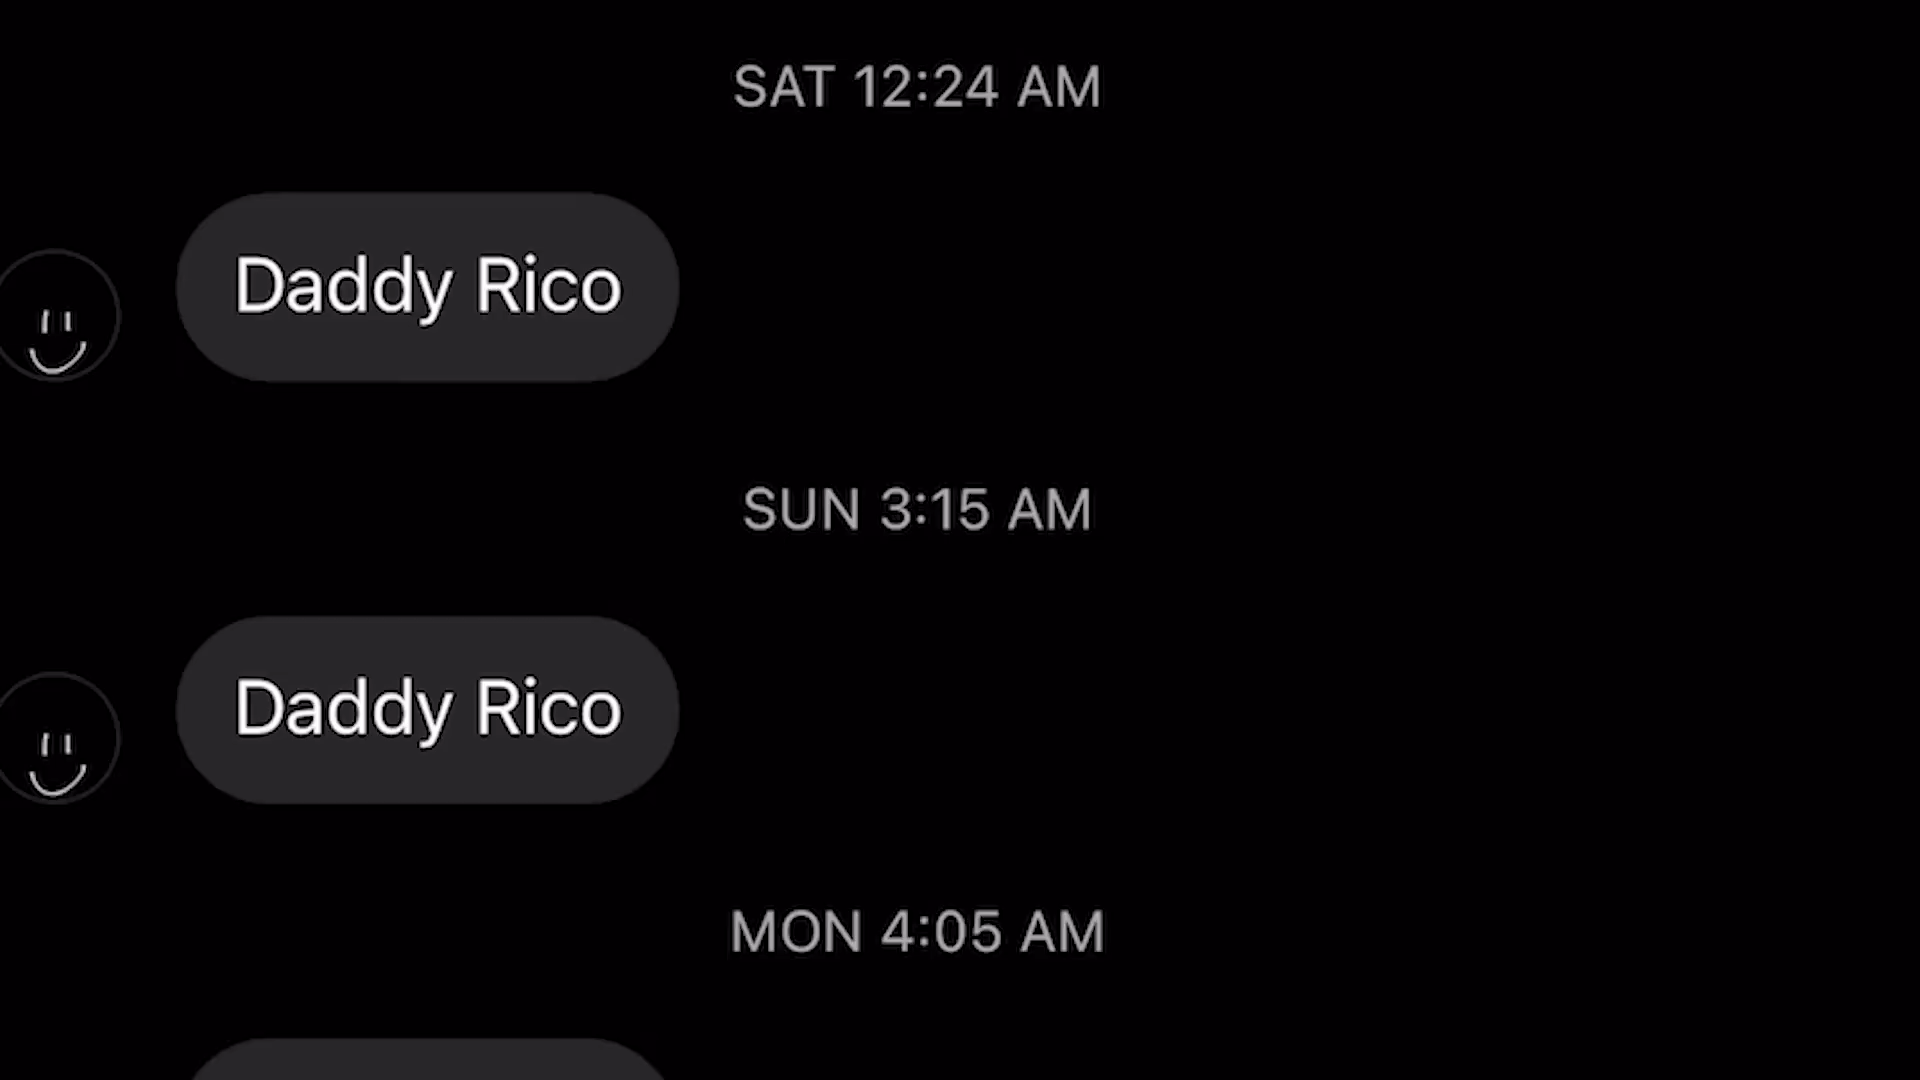 SAT 12:24 AM
Daddy Rico
SUN 3:15 AM
Daddy Rico
MON 4:05 AM